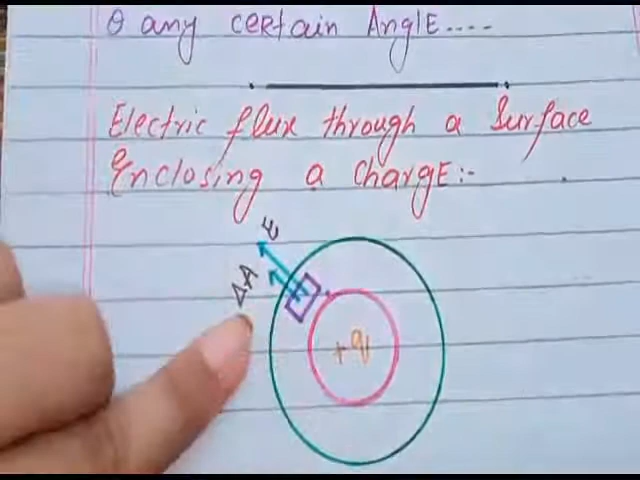 θ any certain Angle....
Electric flux through a Surface
Enclosing a Charge:-
E
ΔA
+q